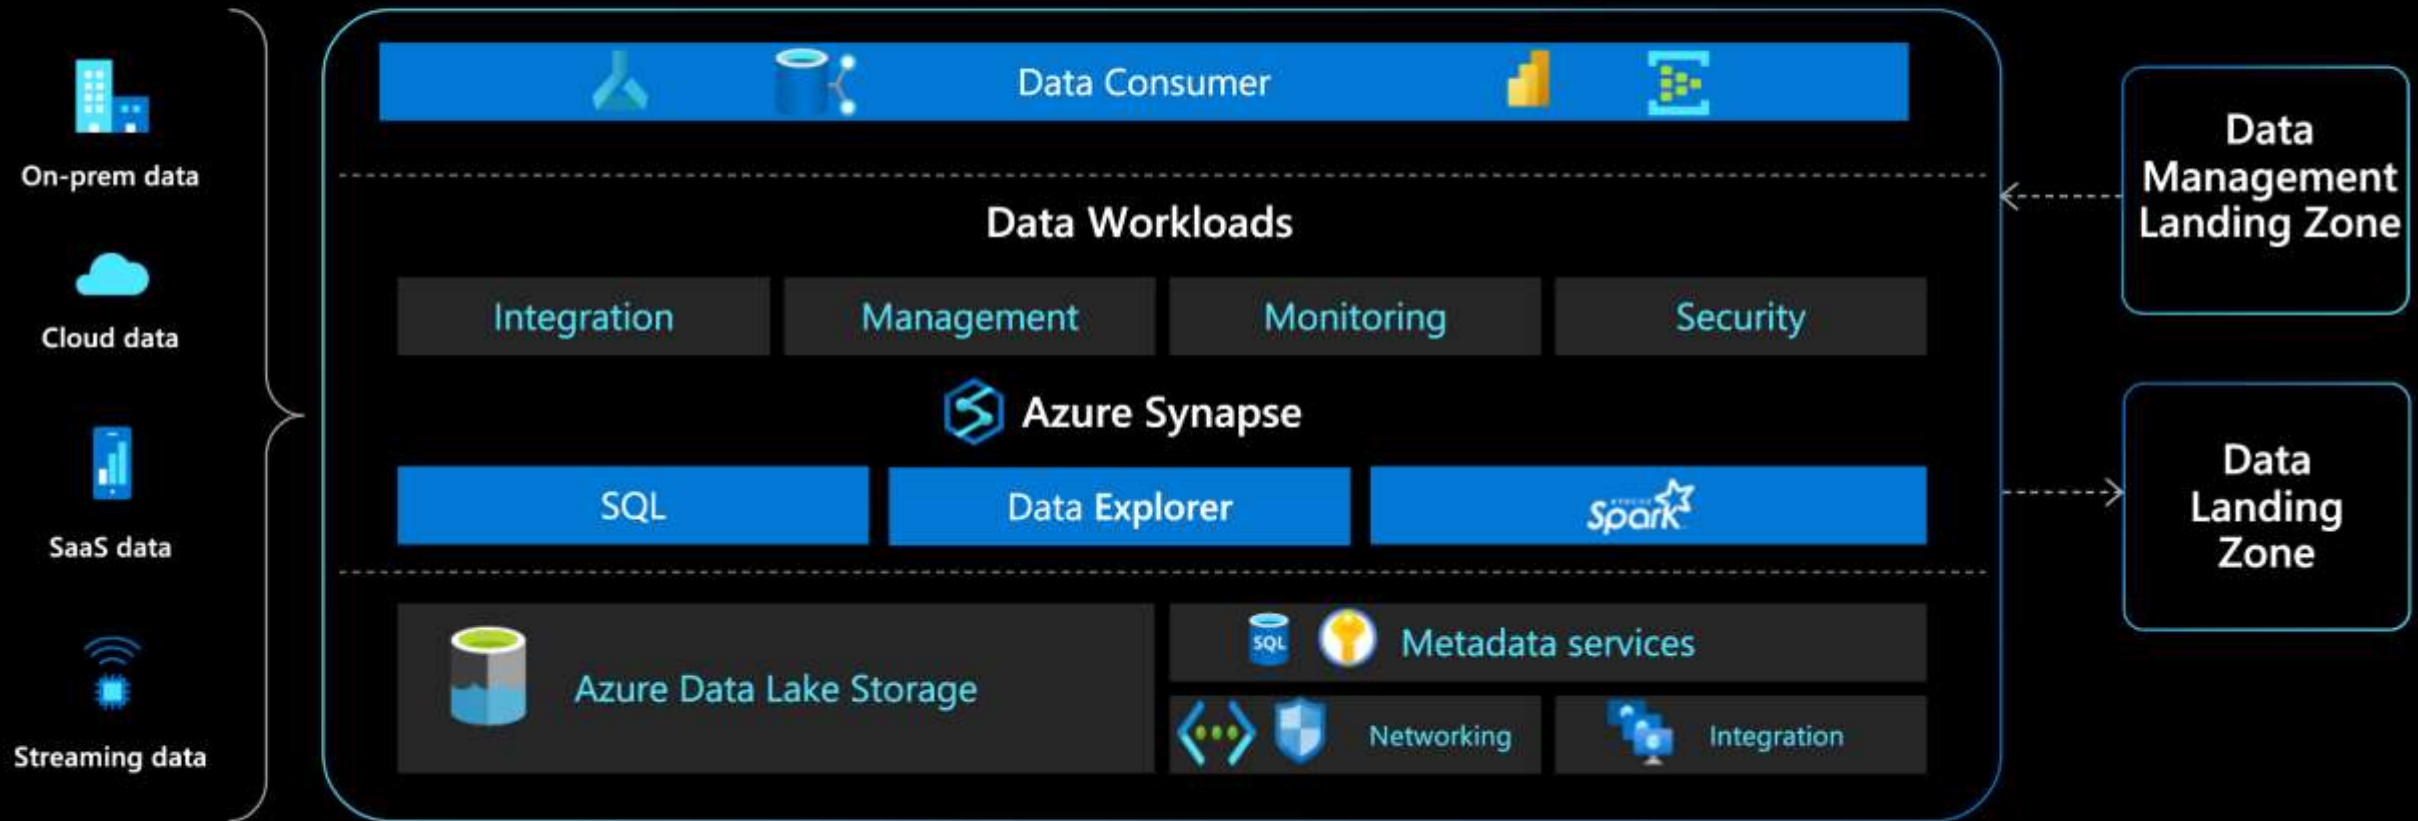 On-prem data
Cloud data
SaaS data
Streaming data
Data Consumer
Data Workloads
Integration
Management
Monitoring
Security
Azure Synapse
SQL
Data Explorer
APACHE
Spark
Azure Data Lake Storage
SQL
Metadata services
Networking
Integration
Data
Management
Landing Zone
Data
Landing
Zone